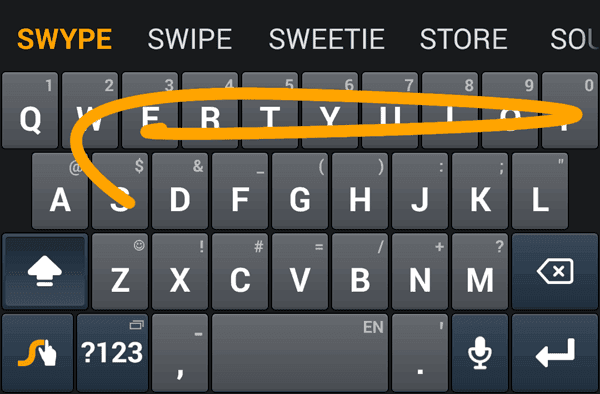 SWYPE SWIPE SWEETIE STORE SOU
1 2 3 4 5 6 7 8 9 0
Q W E R T Y U I O P
@ $ & _ ( ) : ; "
A S D F G H J K L
! # = / + ?
Z X C V B N M
- EN '
?123 , .